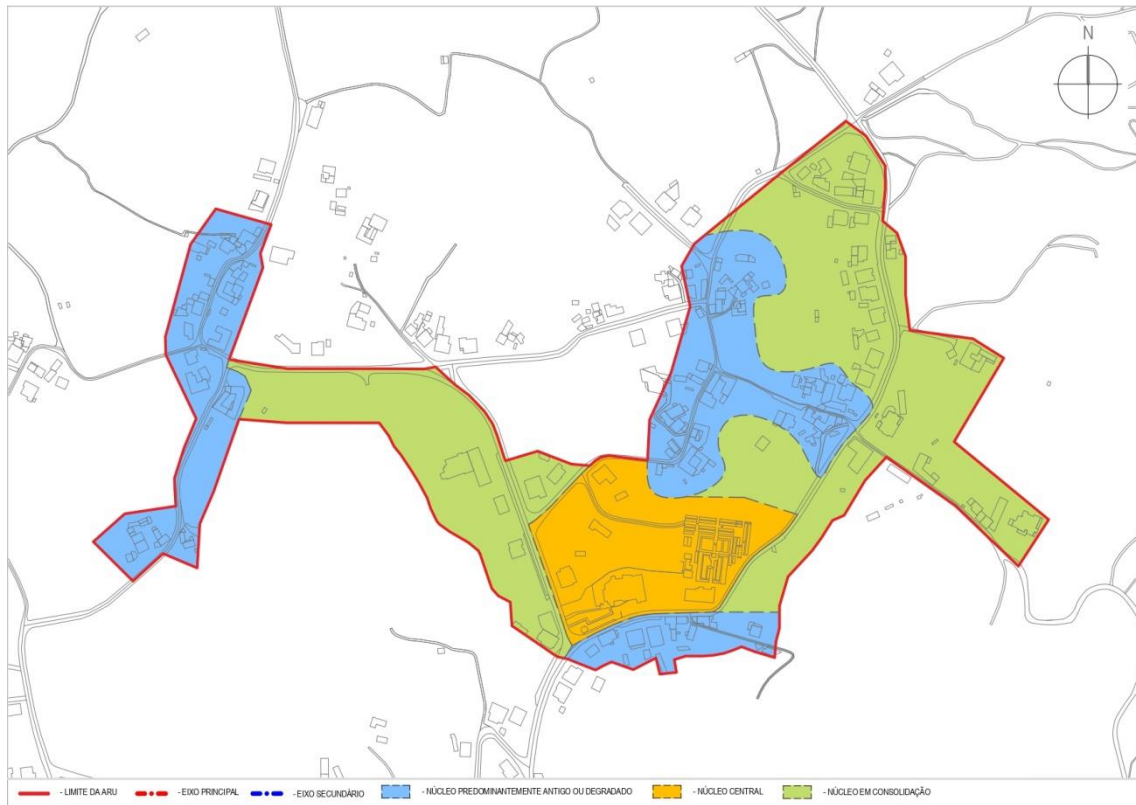 N
- LIMITE DA ARU
- EIXO PRINCIPAL
- EIXO SECUNDÁRIO
- NÚCLEO PREDOMINANTEMENTE ANTIGO OU DEGRADADO
- NÚCLEO CENTRAL
- NÚCLEO EM CONSOLIDAÇÃO